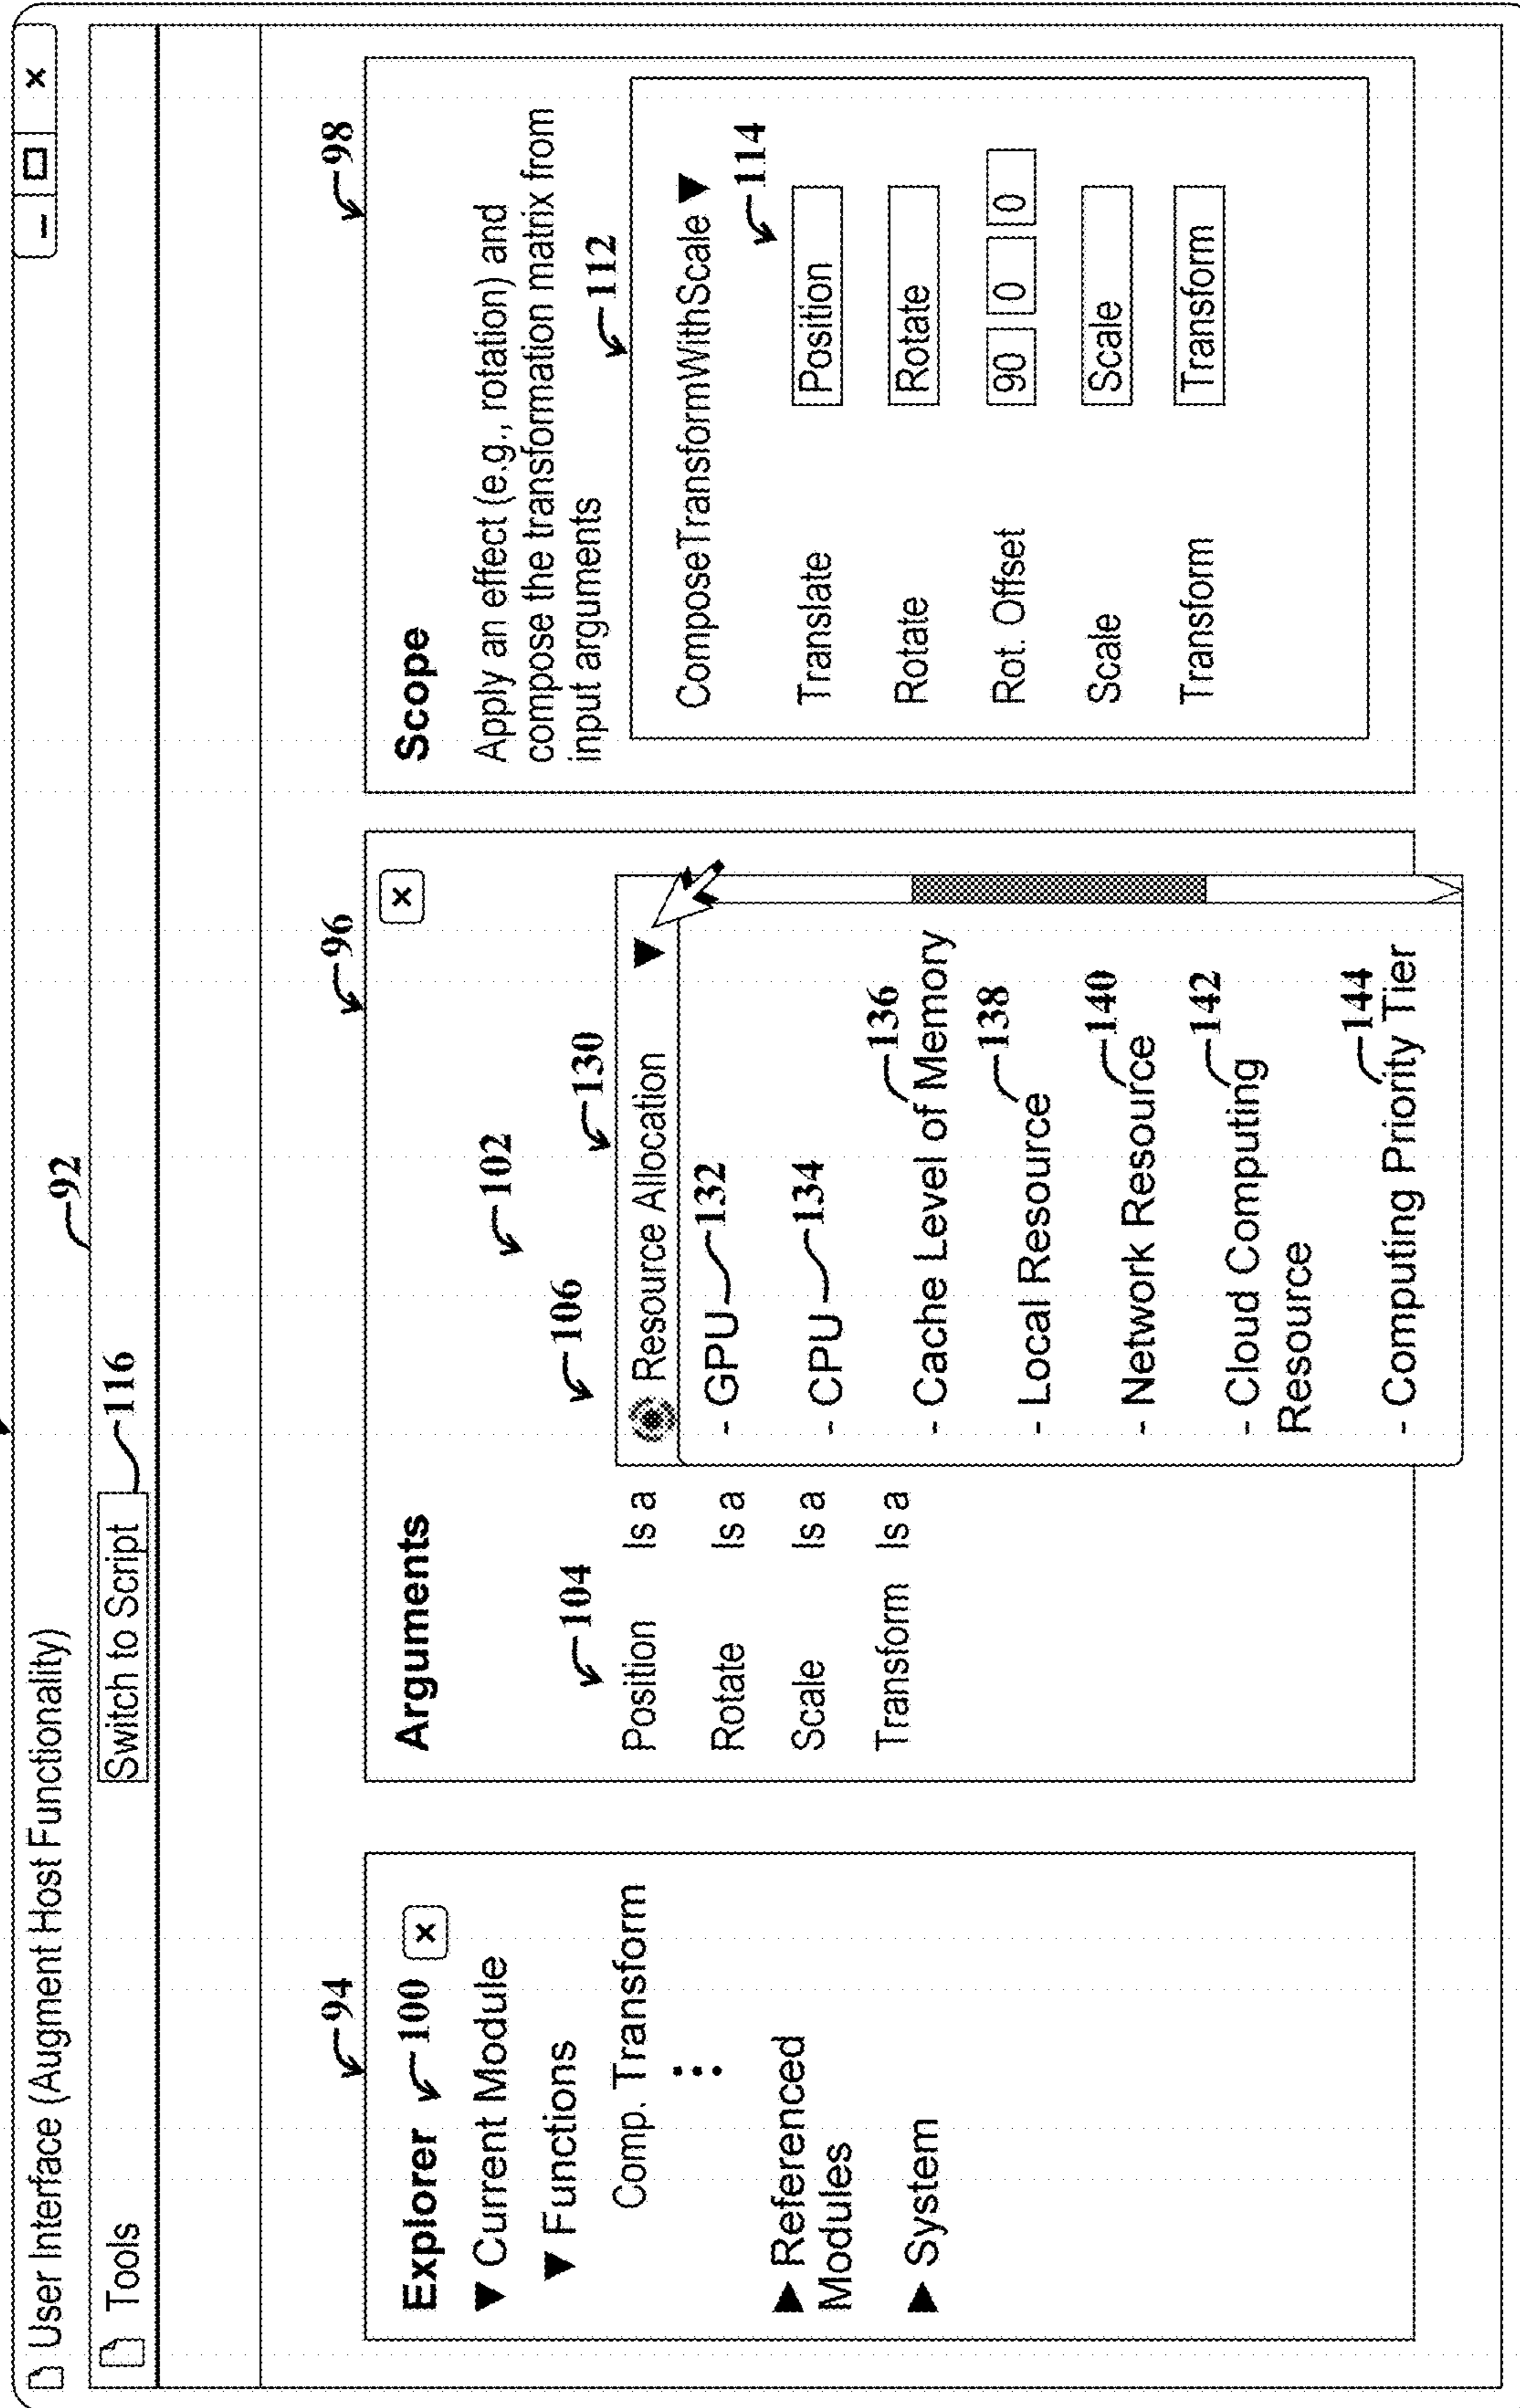 User Interface (Augment Host Functionality)
_ □ ×
92
Tools
Switch to Script
116
94
Explorer
100
×
▼ Current Module
▼ Functions
Comp. Transform
⋮
▶ Referenced
Modules
▶ System
96
×
Arguments
102
104
106
130
Position Is a
Rotate Is a
Scale Is a
Transform Is a
Resource Allocation ▼
- GPU 132
- CPU 134
136
- Cache Level of Memory
138
- Local Resource
140
- Network Resource
142
- Cloud Computing
Resource
144
- Computing Priority Tier
98
Scope
Apply an effect (e.g., rotation) and
compose the transformation matrix from
input arguments
112
ComposeTransformWithScale ▼
114
Translate Position
Rotate Rotate
Rot. Offset 90 0 0
Scale Scale
Transform Transform